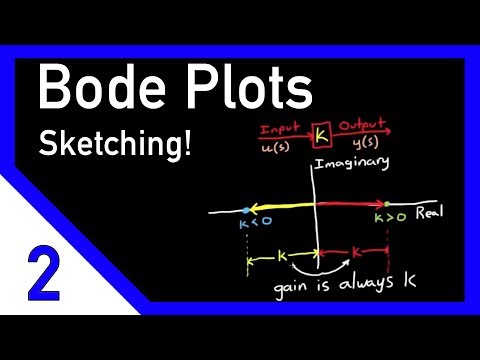 Bode Plots
Sketching!
Input
K
Output
u(s)
y(s)
Imaginary
Real
K<0
K>0
K
K
gain is always K
2